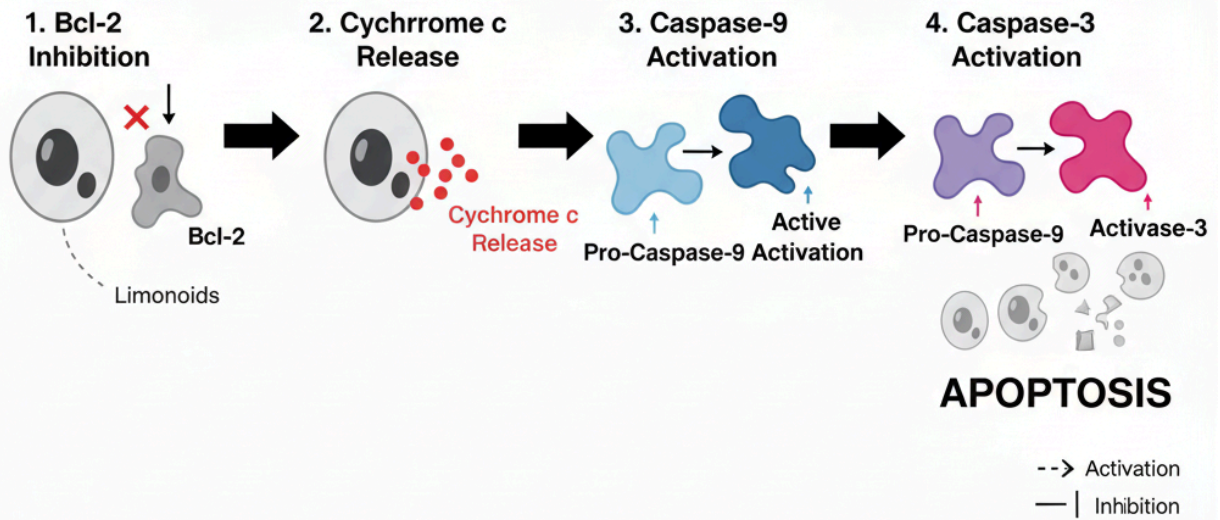 1. Bcl-2
Inhibition
2. Cychrrome c
Release
3. Caspase-9
Activation
4. Caspase-3
Activation
Bcl-2
Limonoids
Cychrome c
Release
Pro-Caspase-9
Active
Activation
Pro-Caspase-9
Activase-3
APOPTOSIS
Activation
Inhibition